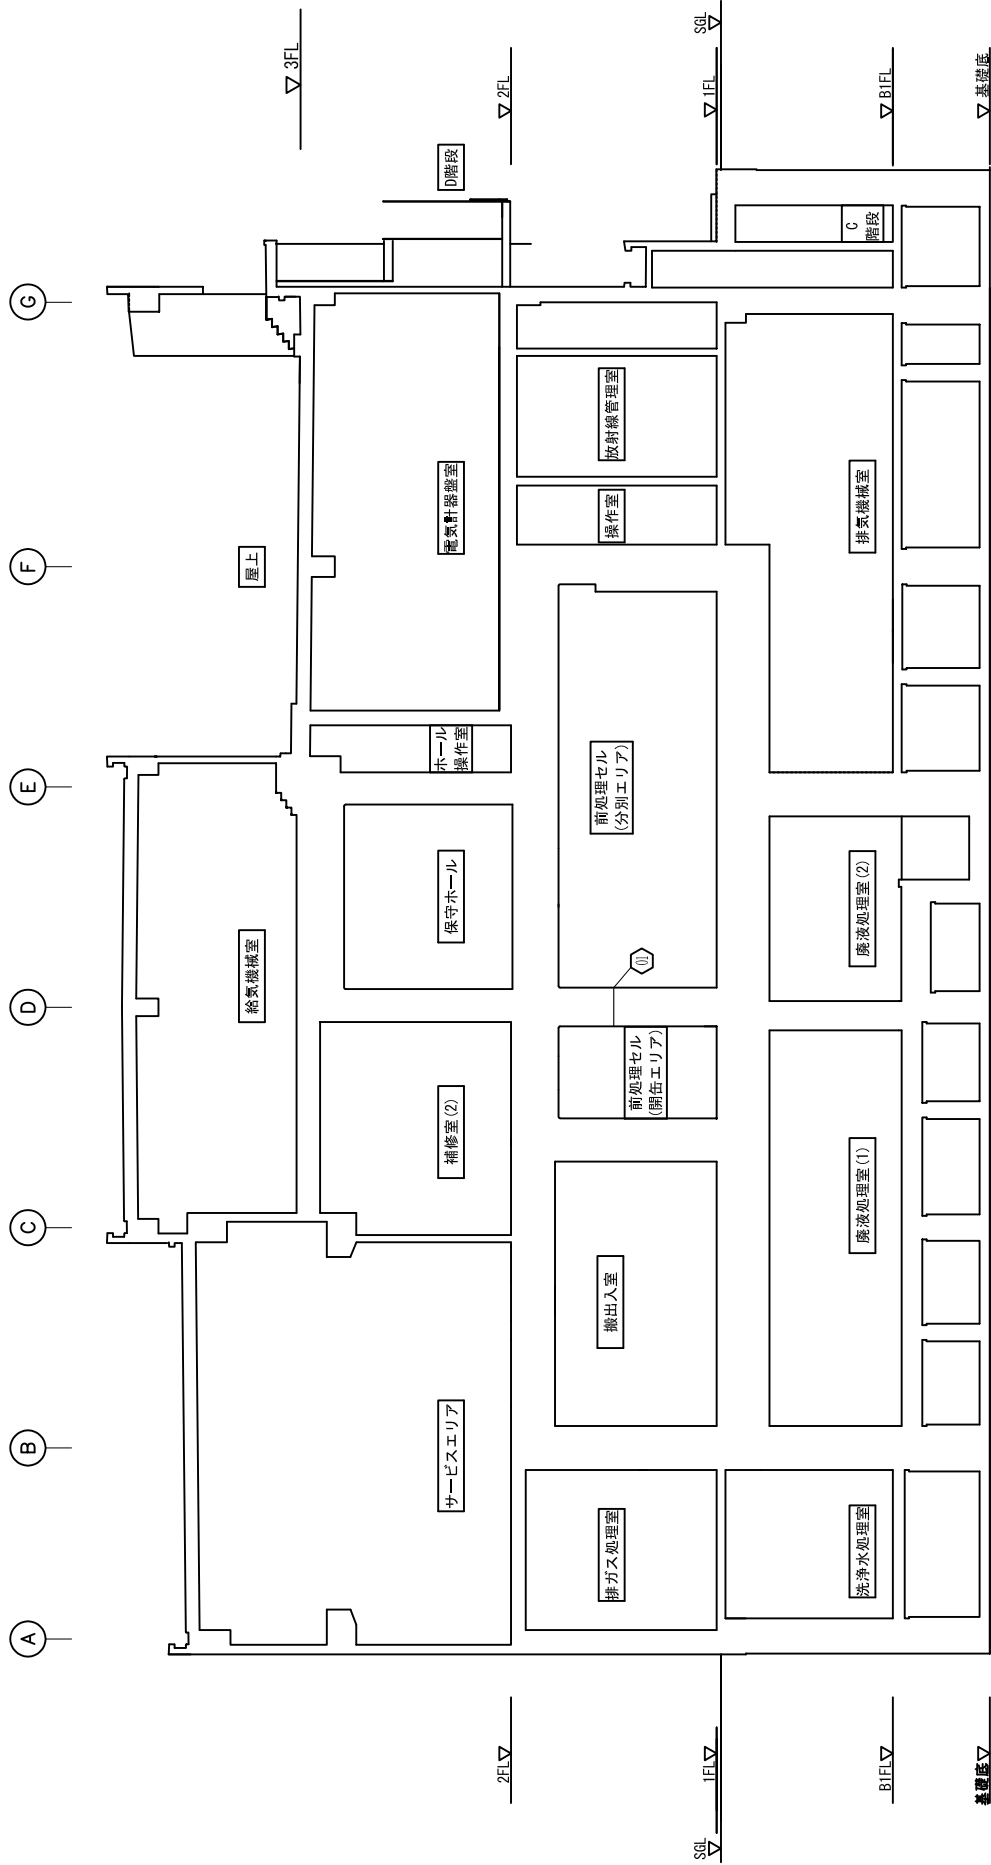 A
B
C
D
E
F
G
3FL
2FL
SGL
1FL
B1FL
基礎底
2FL
1FL
SGL
B1FL
基礎底
屋上
D階段
給気機械室
サービスエリア
補修室(2)
保守ホール
ホール
操作室
電気計器盤室
排ガス処理室
搬出入室
前処理セル
(開缶エリア)
01
前処理セル
(分別エリア)
操作室
放射線管理室
洗浄水処理室
廃液処理室(1)
廃液処理室(2)
排気機械室
C
階段